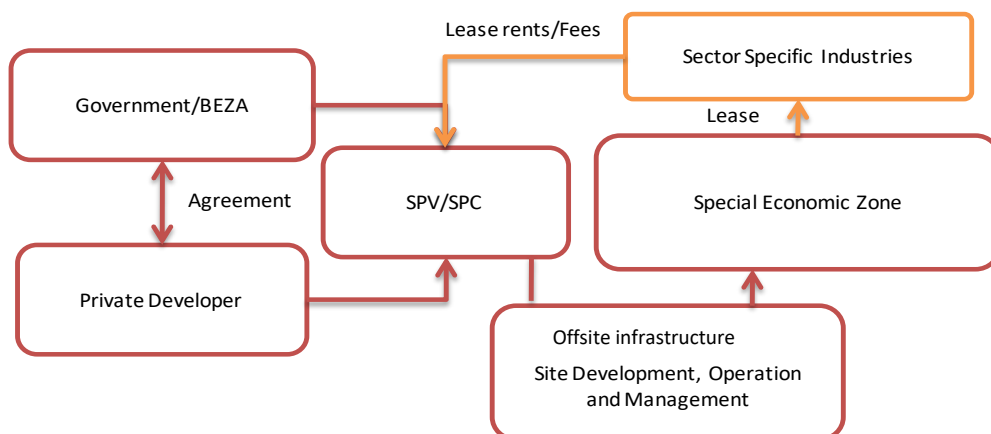 Lease rents/Fees
Sector Specific Industries
Government/BEZA
Lease
Agreement
SPV/SPC
Special Economic Zone
Private Developer
Offsite infrastructure
Site Development, Operation
and Management